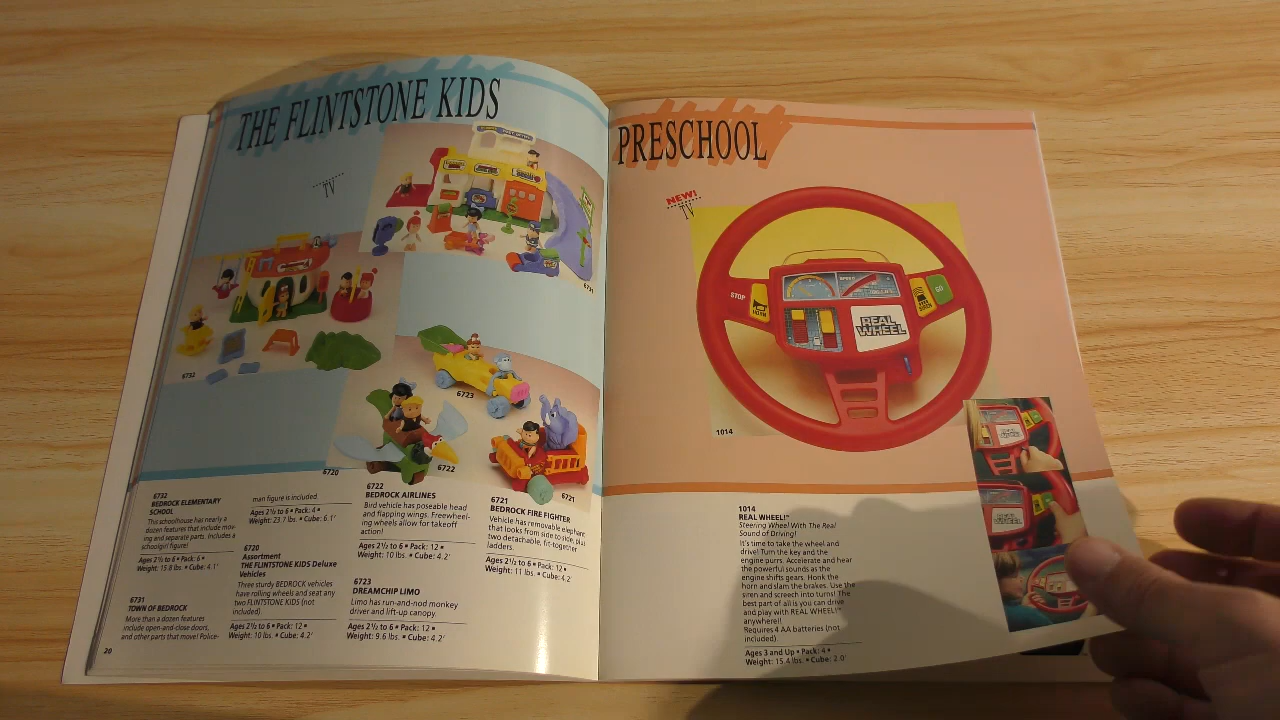 THE FLINTSTONE KIDS
TV
6731
6732
6723
6720
6722
6721
6732
BEDROCK ELEMENTARY
SCHOOL
This schoolhouse has nearly a
dozen features that include mov-
ing and separate parts. Includes a
schoolgirl figure!
Ages 2½ to 6 • Pack: 6 •
Weight: 15.8 lbs. • Cube: 4.1'
6731
TOWN OF BEDROCK
More than a dozen features
include open-and-close doors,
and other parts that move! Police-
man figure is included.
Ages 2½ to 6 • Pack: 4 •
Weight: 23.7 lbs. • Cube: 6.1'
6720
Assortment
THE FLINTSTONE KIDS Deluxe
Vehicles
Three sturdy BEDROCK vehicles
have rolling wheels and seat any
two FLINTSTONE KIDS (not
included).
Ages 2½ to 6 • Pack: 12 •
Weight: 10 lbs. • Cube: 4.2'
6722
BEDROCK AIRLINES
Bird vehicle has poseable head
and flapping wings. Freewheel-
ing wheels allow for takeoff
action!
Ages 2½ to 6 • Pack: 12 •
Weight: 10 lbs. • Cube: 4.2'
6723
DREAMCHIP LIMO
Limo has run-and-nod monkey
driver and lift-up canopy.
Ages 2½ to 6 • Pack: 12 •
Weight: 9.6 lbs. • Cube: 4.2'
6721
BEDROCK FIRE FIGHTER
Vehicle has removable elephant
that looks from side to side, plus
two detachable, fit-together
ladders.
Ages 2½ to 6 • Pack: 12 •
Weight: 11 lbs. • Cube: 4.2'
20
PRESCHOOL
NEW!
TV
STOP
HORN
SPEED
GO
REAL
WHEEL
1014
1014
REAL WHEEL!™
Steering Wheel With The Real
Sound of Driving!
It's time to take the wheel and
drive! Turn the key and the
engine purrs. Accelerate and hear
the powerful sounds as the
engine shifts gears. Honk the
horn and slam the brakes. Use the
siren and screech into turns! The
best part of all is you can drive
and play with REAL WHEEL!™
anywhere!
Requires 4 AA batteries (not
included).
Ages 3 and Up • Pack: 4 •
Weight: 15.4 lbs. • Cube: 2.0'